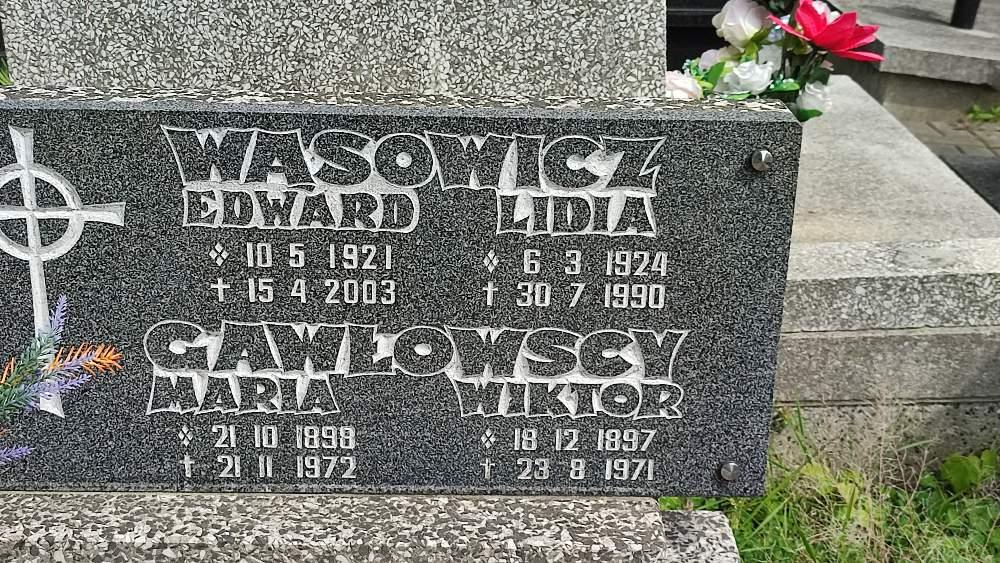 WĄSOWICZ
EDWARD LIDIA
10 5 1921 6 3 1924
† 15 4 2003 † 30 7 1990
GAWŁOWSCY
MARIA WIKTOR
21 10 1898 18 12 1897
† 21 11 1972 † 23 8 1971